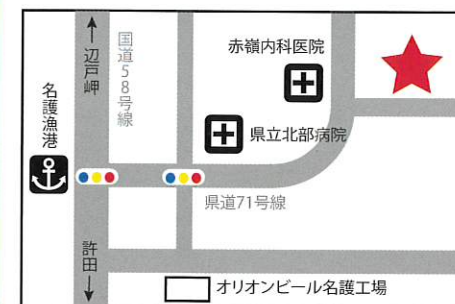 辺戸岬
国道58号線
赤嶺内科医院
名護漁港
県立北部病院
県道71号線
許田
オリオンビール名護工場